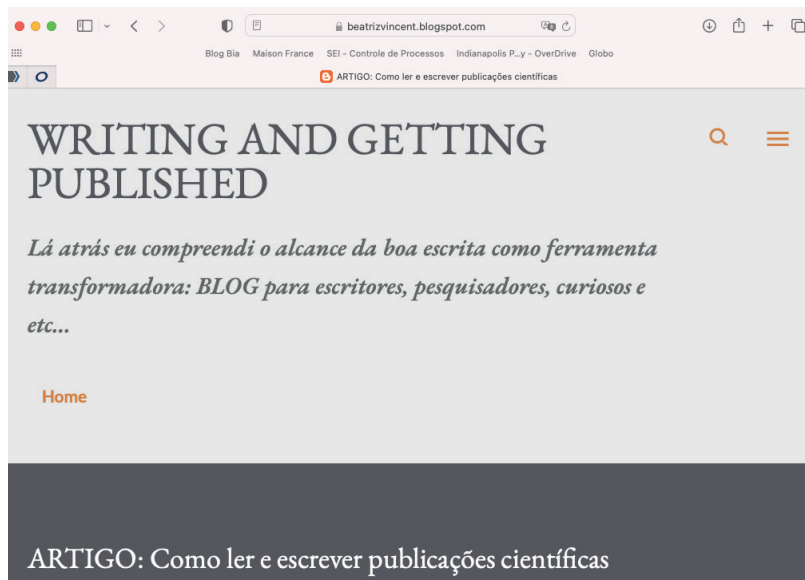 beatrizvincent.blogspot.com
Blog Bia Maison France SEI - Controle de Processos Indianapolis P...y - OverDrive Globo
ARTIGO: Como ler e escrever publicações científicas
WRITING AND GETTING
PUBLISHED
Lá atrás eu compreendi o alcance da boa escrita como ferramenta
transformadora: BLOG para escritores, pesquisadores, curiosos e
etc...
Home
ARTIGO: Como ler e escrever publicações científicas